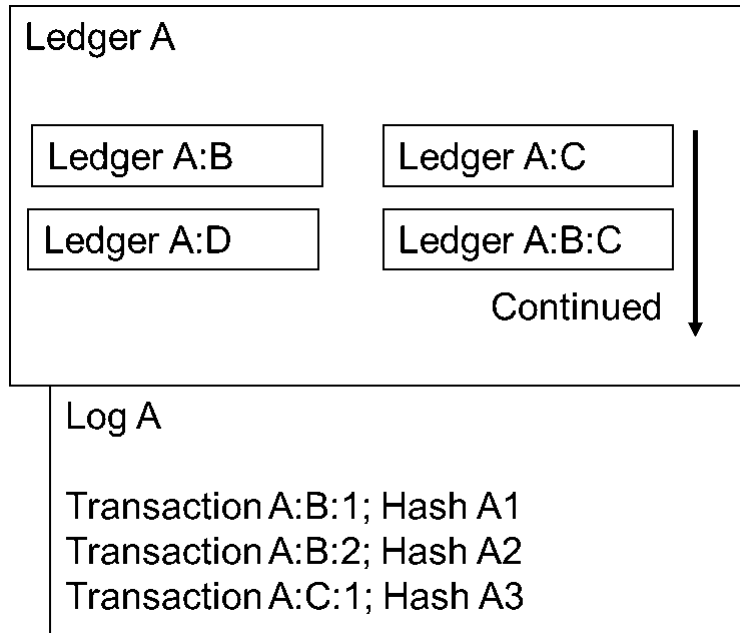 Ledger A
Ledger A:B
Ledger A:C
Ledger A:D
Ledger A:B:C
Continued
Log A
Transaction A:B:1; Hash A1
Transaction A:B:2; Hash A2
Transaction A:C:1; Hash A3